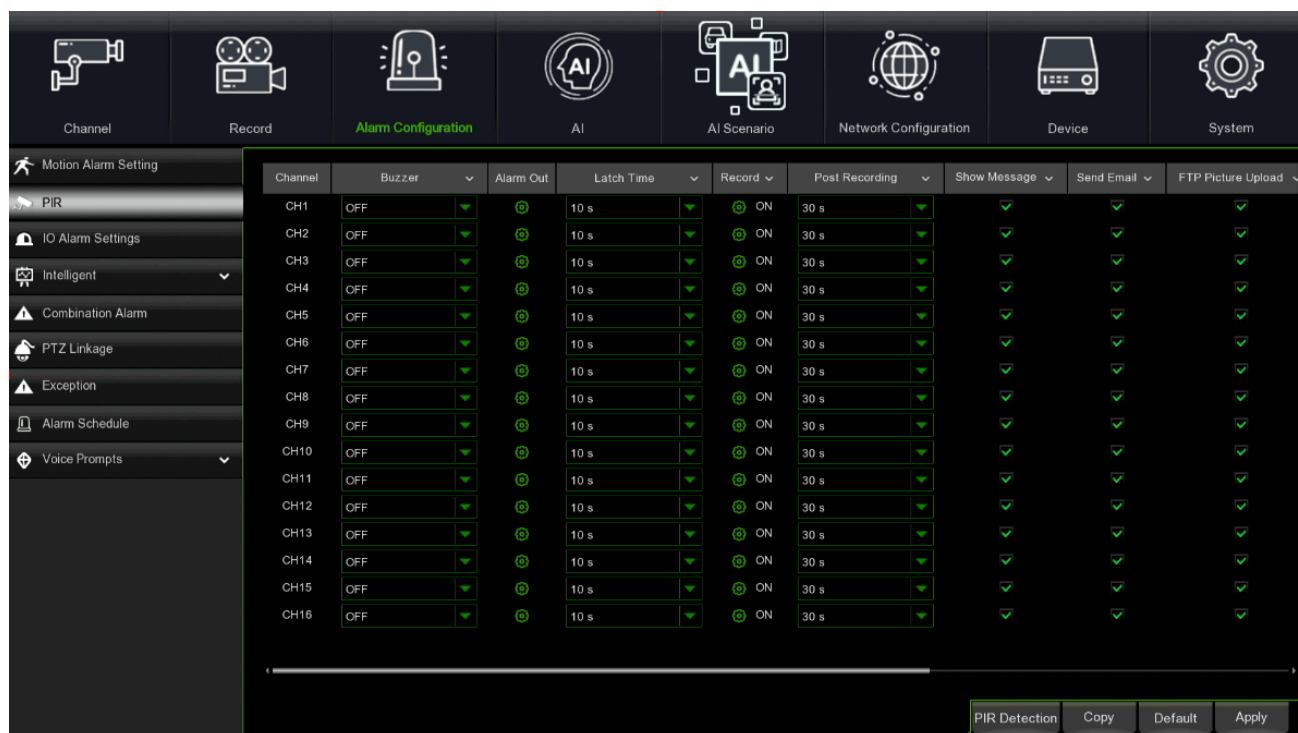 Channel Record Alarm Configuration AI AI Scenario Network Configuration Device System
Motion Alarm Setting
PIR
IO Alarm Settings
Intelligent
Combination Alarm
PTZ Linkage
Exception
Alarm Schedule
Voice Prompts
Channel Buzzer Alarm Out Latch Time Record Post Recording Show Message Send Email FTP Picture Upload
CH1 OFF 10 s ON 30 s
CH2 OFF 10 s ON 30 s
CH3 OFF 10 s ON 30 s
CH4 OFF 10 s ON 30 s
CH5 OFF 10 s ON 30 s
CH6 OFF 10 s ON 30 s
CH7 OFF 10 s ON 30 s
CH8 OFF 10 s ON 30 s
CH9 OFF 10 s ON 30 s
CH10 OFF 10 s ON 30 s
CH11 OFF 10 s ON 30 s
CH12 OFF 10 s ON 30 s
CH13 OFF 10 s ON 30 s
CH14 OFF 10 s ON 30 s
CH15 OFF 10 s ON 30 s
CH16 OFF 10 s ON 30 s
PIR Detection Copy Default Apply